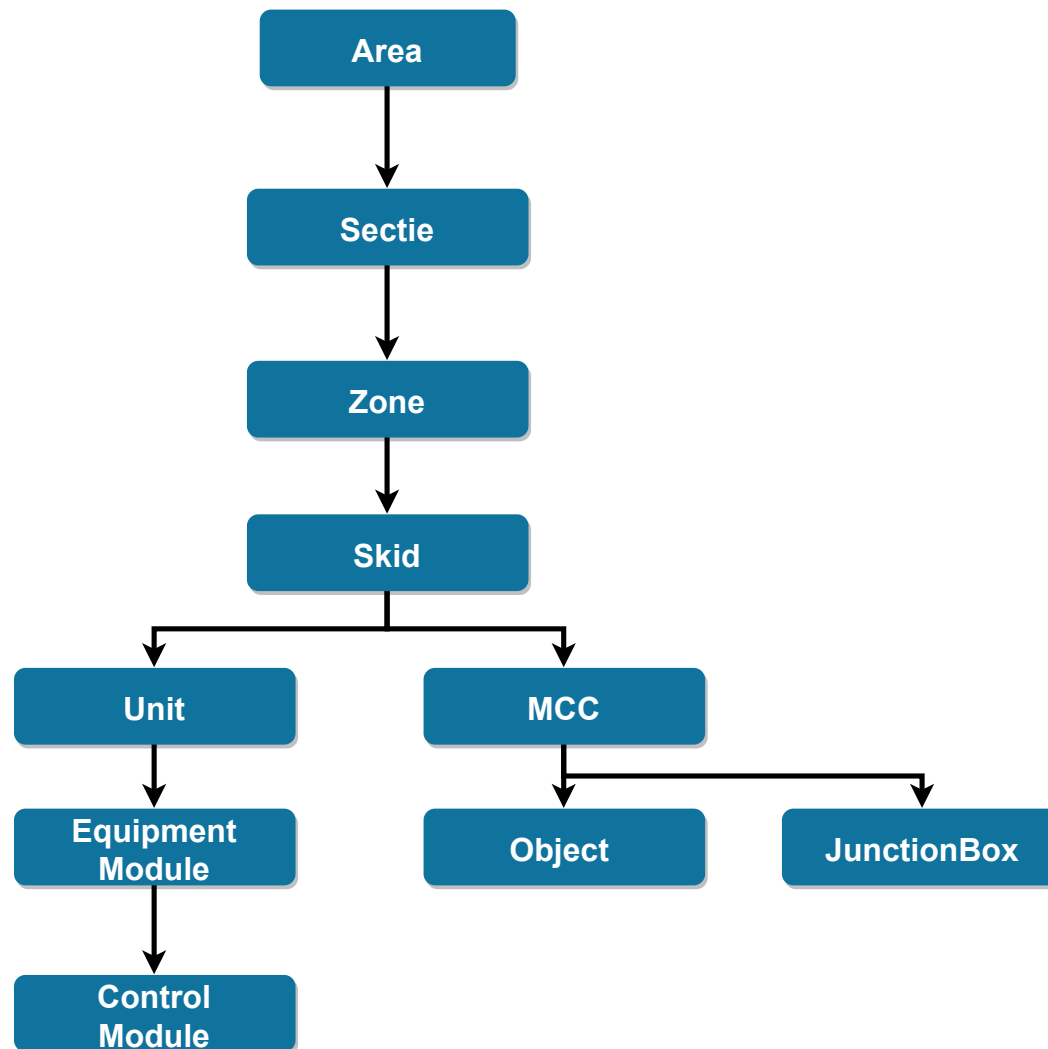 Area
Sectie
Zone
Skid
Unit
MCC
Equipment
Module
Object
JunctionBox
Control
Module